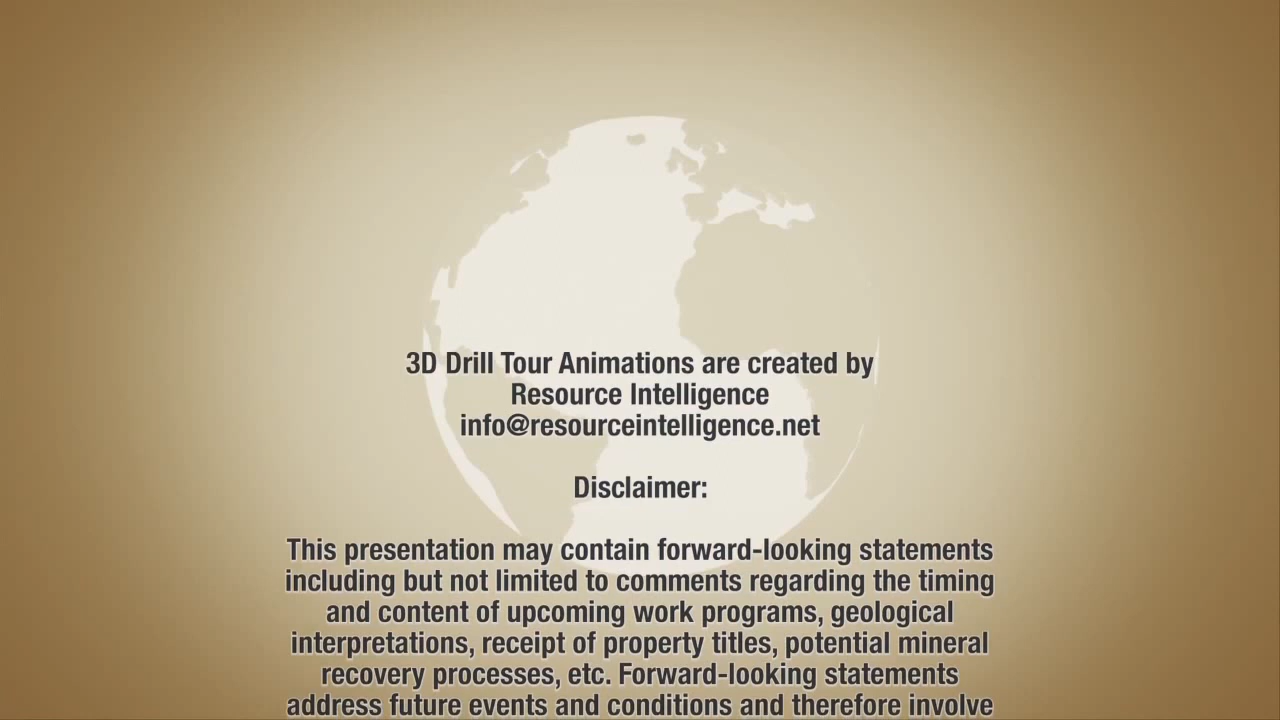 3D Drill Tour Animations are created by
Resource Intelligence
info@resourceintelligence.net
Disclaimer:
This presentation may contain forward-looking statements
including but not limited to comments regarding the timing
and content of upcoming work programs, geological
interpretations, receipt of property titles, potential mineral
recovery processes, etc. Forward-looking statements
address future events and conditions and therefore involve